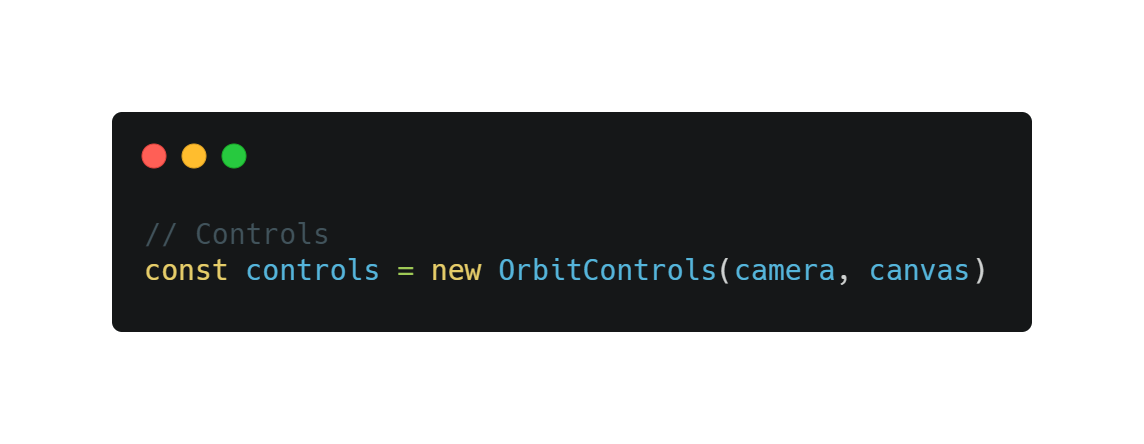 // Controls
const controls = new OrbitControls(camera, canvas)